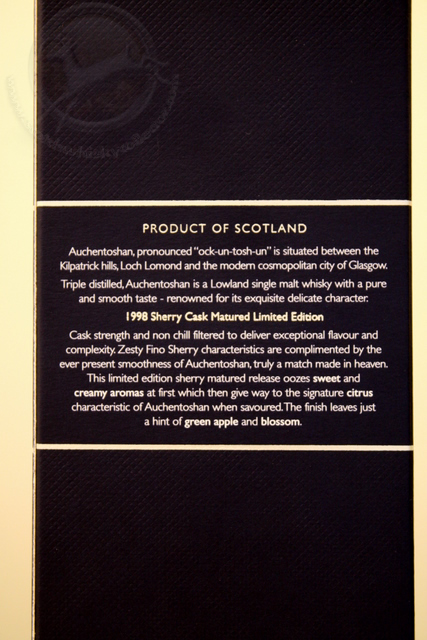 PRODUCT OF SCOTLAND
Auchentoshan, pronounced "ock-un-tosh-un" is situated between the
Kilpatrick hills, Loch Lomond and the modern cosmopolitan city of Glasgow.
Triple distilled, Auchentoshan is a Lowland single malt whisky with a pure
and smooth taste - renowned for its exquisite delicate character.
1998 Sherry Cask Matured Limited Edition
Cask strength and non chill filtered to deliver exceptional flavour and
complexity. Zesty Fino Sherry characteristics are complimented by the
ever present smoothness of Auchentoshan, truly a match made in heaven.
This limited edition sherry matured release oozes sweet and
creamy aromas at first which then give way to the signature citrus
characteristic of Auchentoshan when savoured. The finish leaves just
a hint of green apple and blossom.